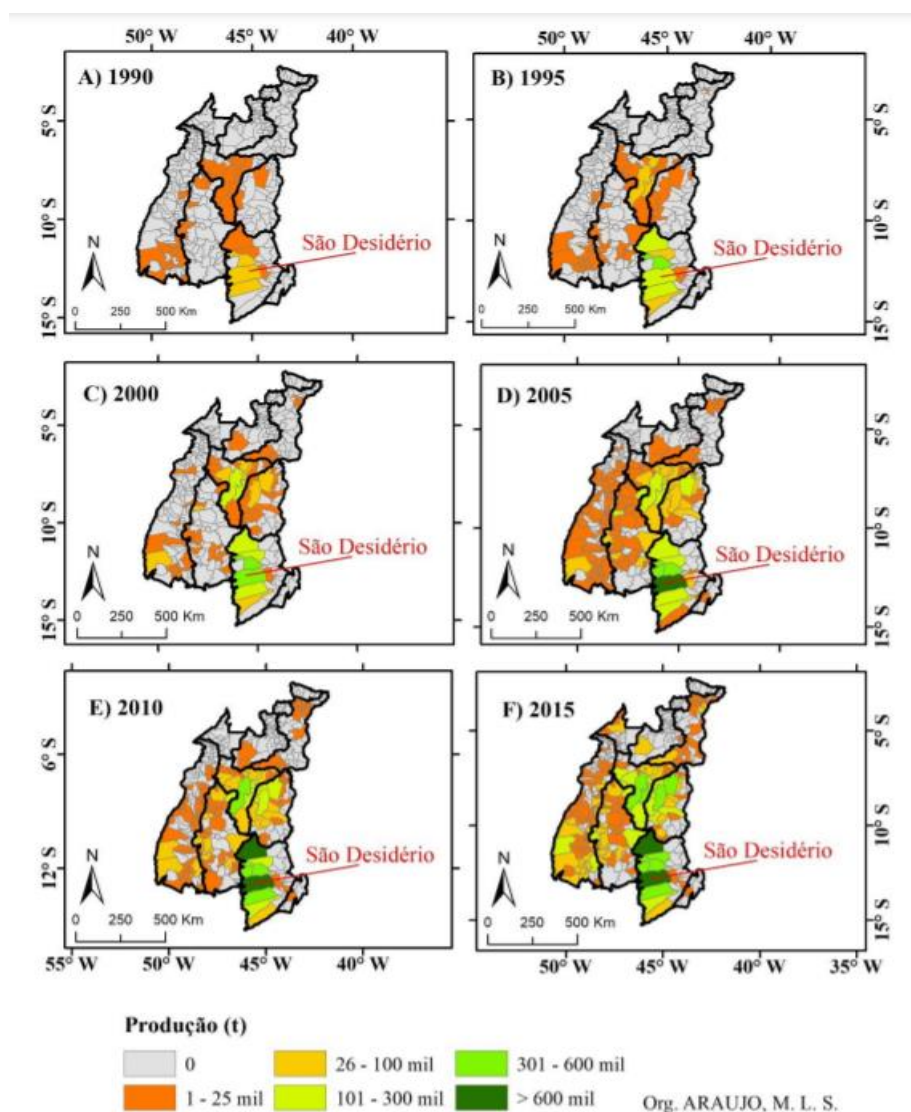 50° W 45° W 40° W 50° W 45° W 40° W
A) 1990
5° S
10° S
15° S
São Desidério
N
0 250 500 Km
B) 1995
5° S
10° S
15° S
São Desidério
N
0 250 500 Km
C) 2000
5° S
10° S
15° S
São Desidério
N
0 250 500 Km
D) 2005
5° S
10° S
15° S
São Desidério
N
0 250 500 Km
E) 2010
6° S
12° S
São Desidério
N
0 250 500 Km
55° W 50° W 45° W 40° W
F) 2015
5° S
10° S
15° S
São Desidério
N
0 250 500 Km
50° W 45° W 40° W 35° W
Produção (t)
0 26 - 100 mil 301 - 600 mil
1 - 25 mil 101 - 300 mil > 600 mil
Org. ARAUJO, M. L. S.